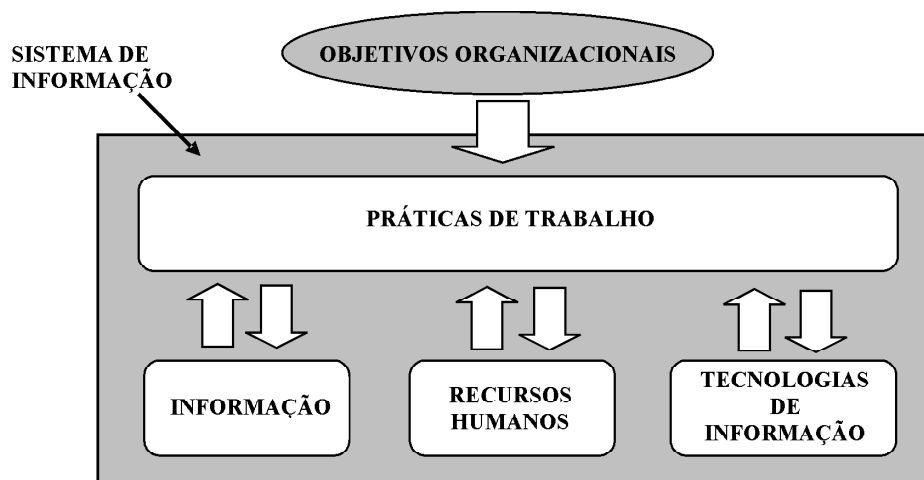 OBJETIVOS ORGANIZACIONAIS
SISTEMA DE
INFORMAÇÃO
PRÁTICAS DE TRABALHO
INFORMAÇÃO
RECURSOS
HUMANOS
TECNOLOGIAS
DE
INFORMAÇÃO